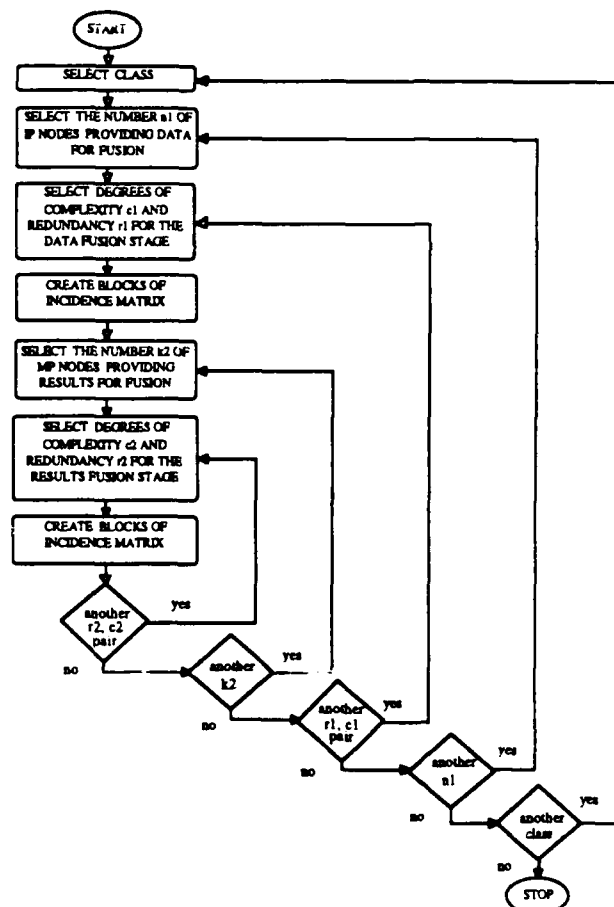 START
SELECT CLASS
SELECT THE NUMBER n1 OF
IP NODES PROVIDING DATA
FOR FUSION
SELECT DEGREES OF
COMPLEXITY c1 AND
REDUNDANCY r1 FOR THE
DATA FUSION STAGE
CREATE BLOCKS OF
INCIDENCE MATRIX
SELECT THE NUMBER k2 OF
MP NODES PROVIDING
RESULTS FOR FUSION
SELECT DEGREES OF
COMPLEXITY c2 AND
REDUNDANCY r2 FOR THE
RESULTS FUSION STAGE
CREATE BLOCKS OF
INCIDENCE MATRIX
another
r2, c2
pair
yes
no
another
k2
yes
no
another
r1, c1
pair
yes
no
another
n1
yes
no
another
class
yes
no
STOP